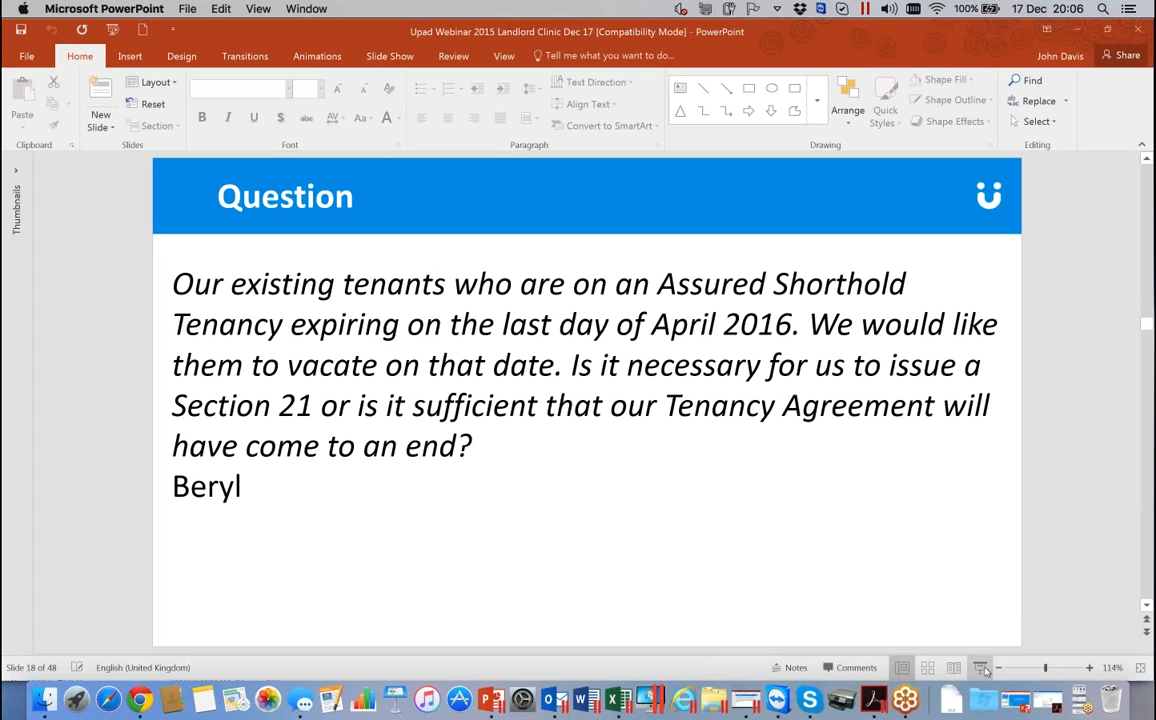 Microsoft PowerPoint File Edit View Window 100% 17 Dec 20:06
Upad Webinar 2015 Landlord Clinic Dec 17 [Compatibility Mode] - PowerPoint
File Home Insert Design Transitions Animations Slide Show Review View Tell me what you want to do... John Davis Share
Layout Text Direction Shape Fill Find
Reset Align Text Shape Outline Replace
Paste New Slide Section B I U S abc AV Aa A Convert to SmartArt Arrange Quick Styles Shape Effects Select
Clipboard Slides Font Paragraph Drawing Editing
Thumbnails
Question
Our existing tenants who are on an Assured Shorthold
Tenancy expiring on the last day of April 2016. We would like
them to vacate on that date. Is it necessary for us to issue a
Section 21 or is it sufficient that our Tenancy Agreement will
have come to an end?
Beryl
Slide 18 of 48 English (United Kingdom) Notes Comments 114%